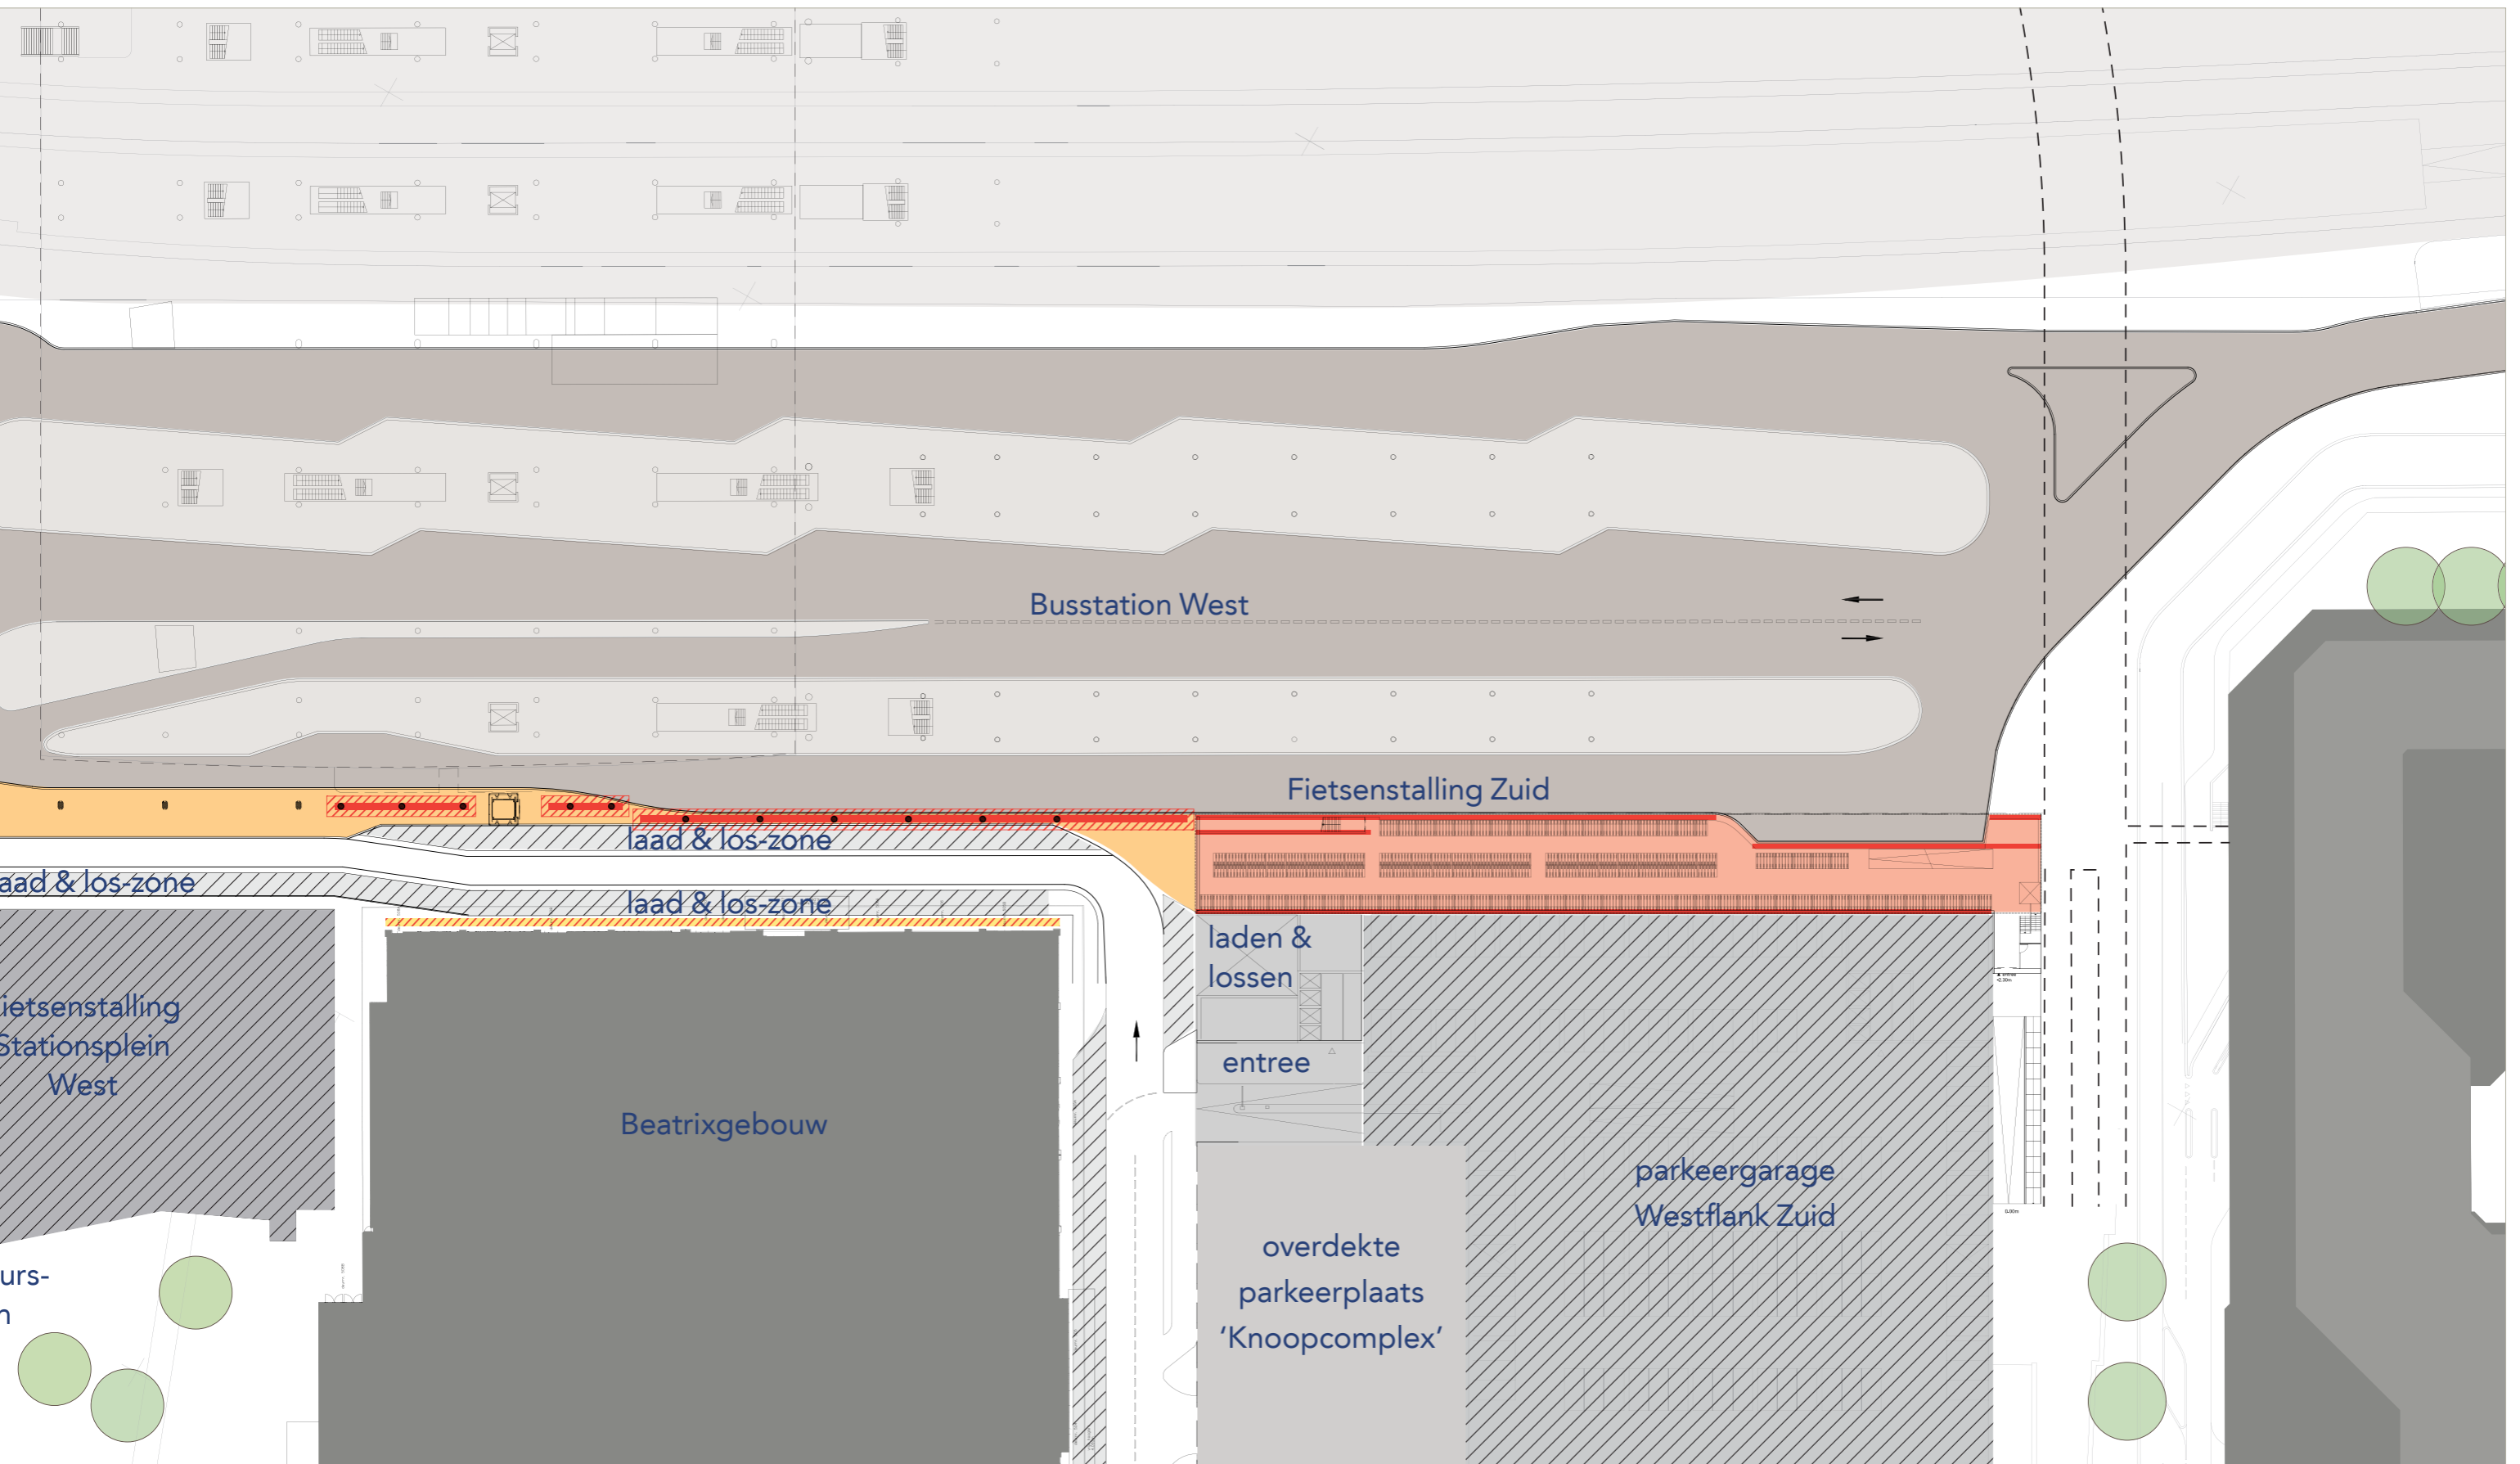 Busstation West
Fietsenstalling Zuid
laad & los-zone
aad & los-zone
laad & los-zone
laden &
lossen
entree
ietsenstalling
Stationsplein
West
Beatrixgebouw
parkeergarage
Westflank Zuid
overdekte
parkeerplaats
‘Knoopcomplex’
urs-
n